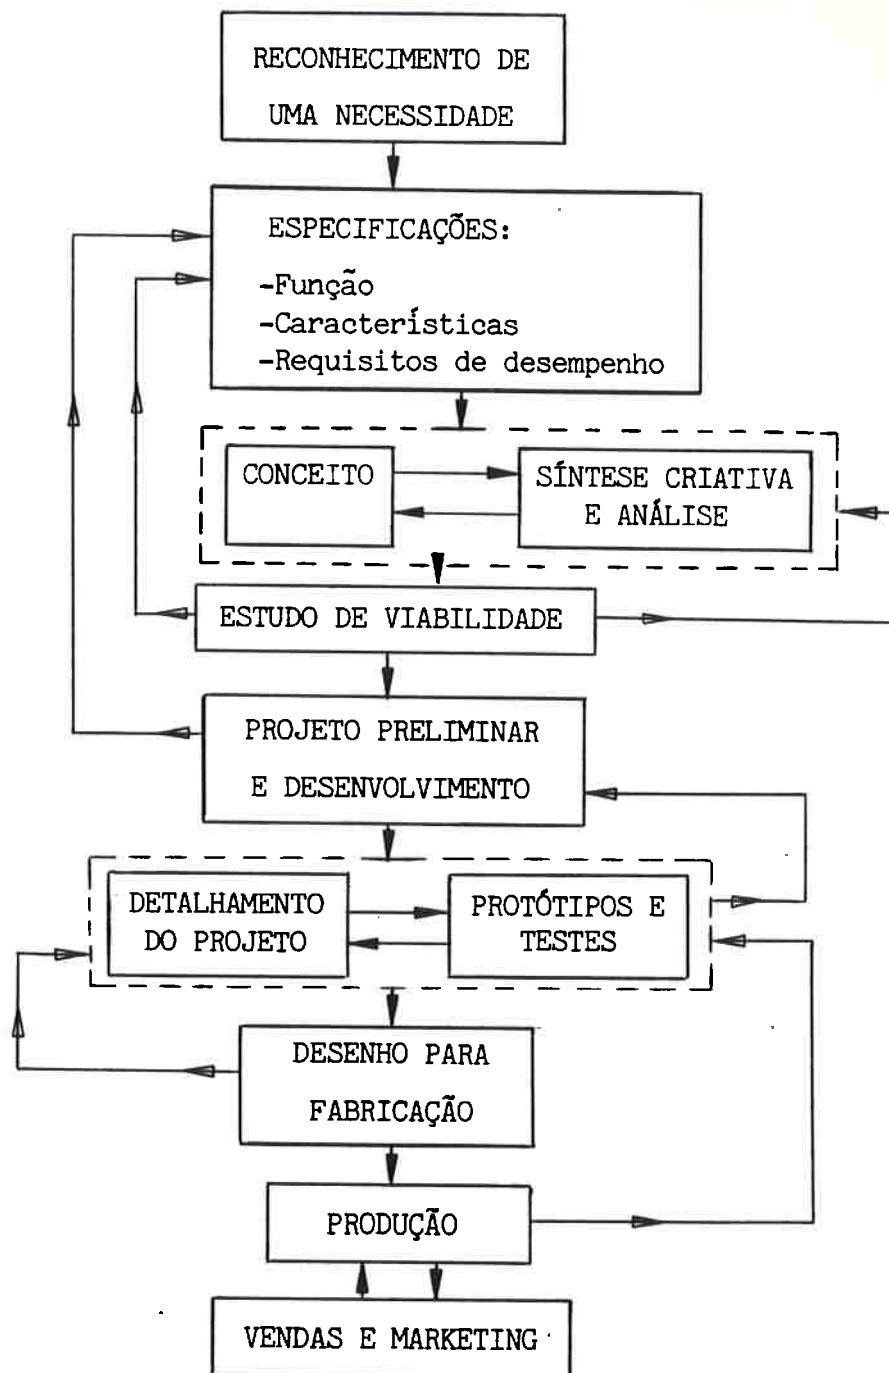 RECONHECIMENTO DE
UMA NECESSIDADE
ESPECIFICAÇÕES:
-Função
-Características
-Requisitos de desempenho
CONCEITO
SÍNTESE CRIATIVA
E ANÁLISE
ESTUDO DE VIABILIDADE
PROJETO PRELIMINAR
E DESENVOLVIMENTO
DETALHAMENTO
DO PROJETO
PROTÓTIPOS E
TESTES
DESENHO PARA
FABRICAÇÃO
PRODUÇÃO
VENDAS E MARKETING